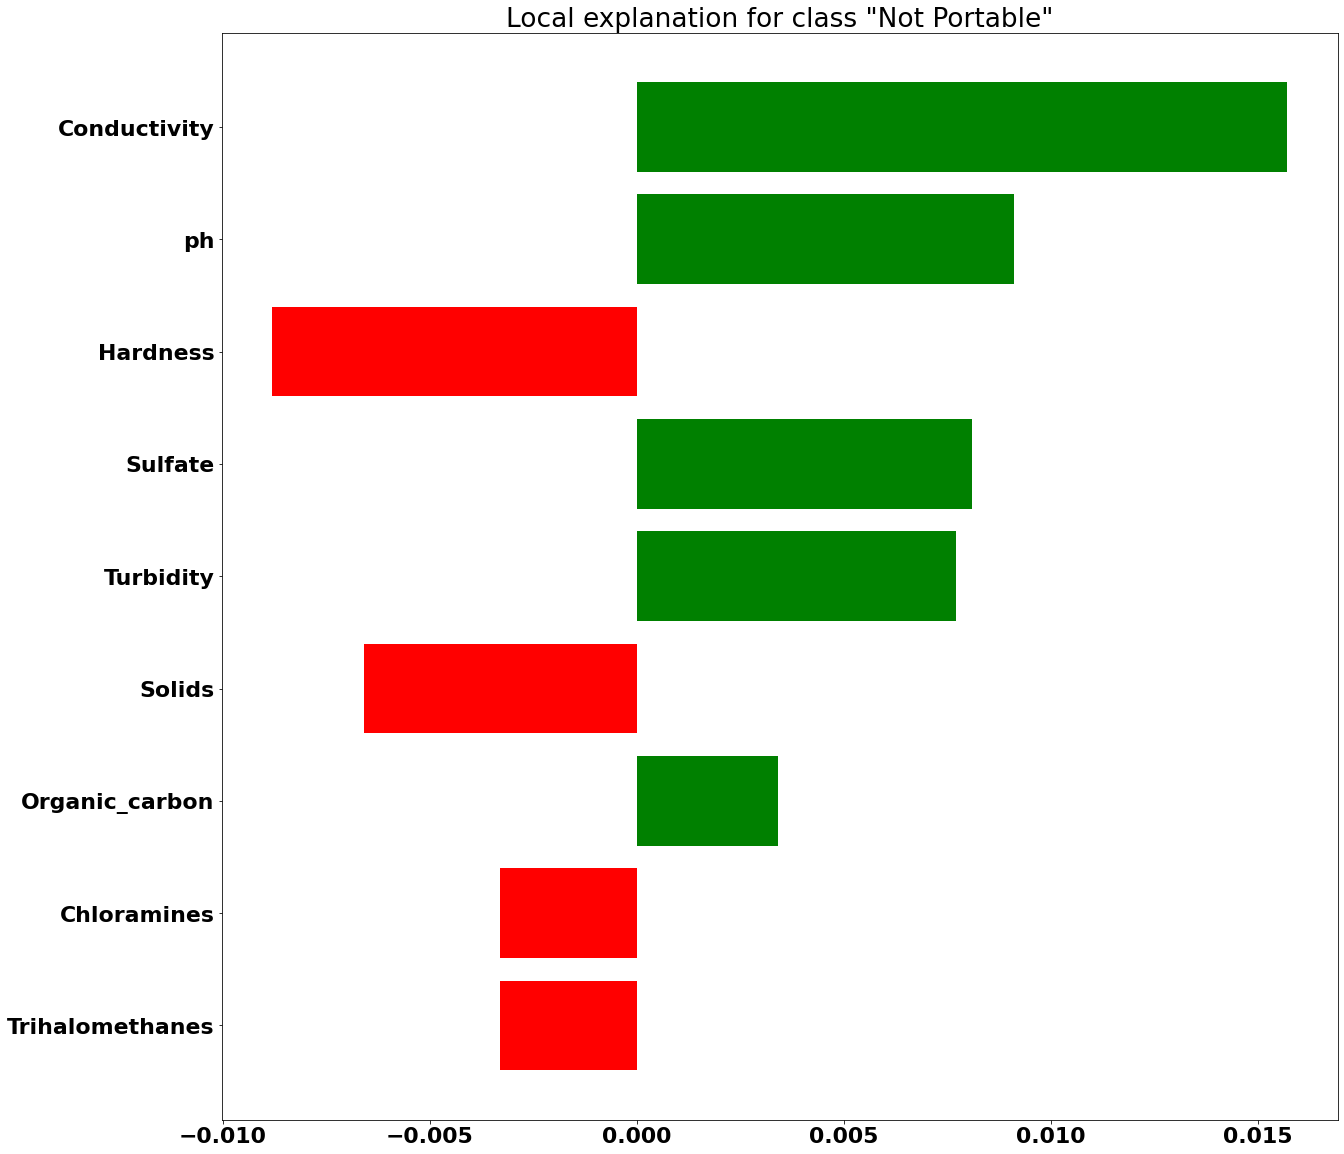 Local explanation for class "Not Portable"
Conductivity
ph
Hardness
Sulfate
Turbidity
Solids
Organic_carbon
Chloramines
Trihalomethanes
−0.010 −0.005 0.000 0.005 0.010 0.015